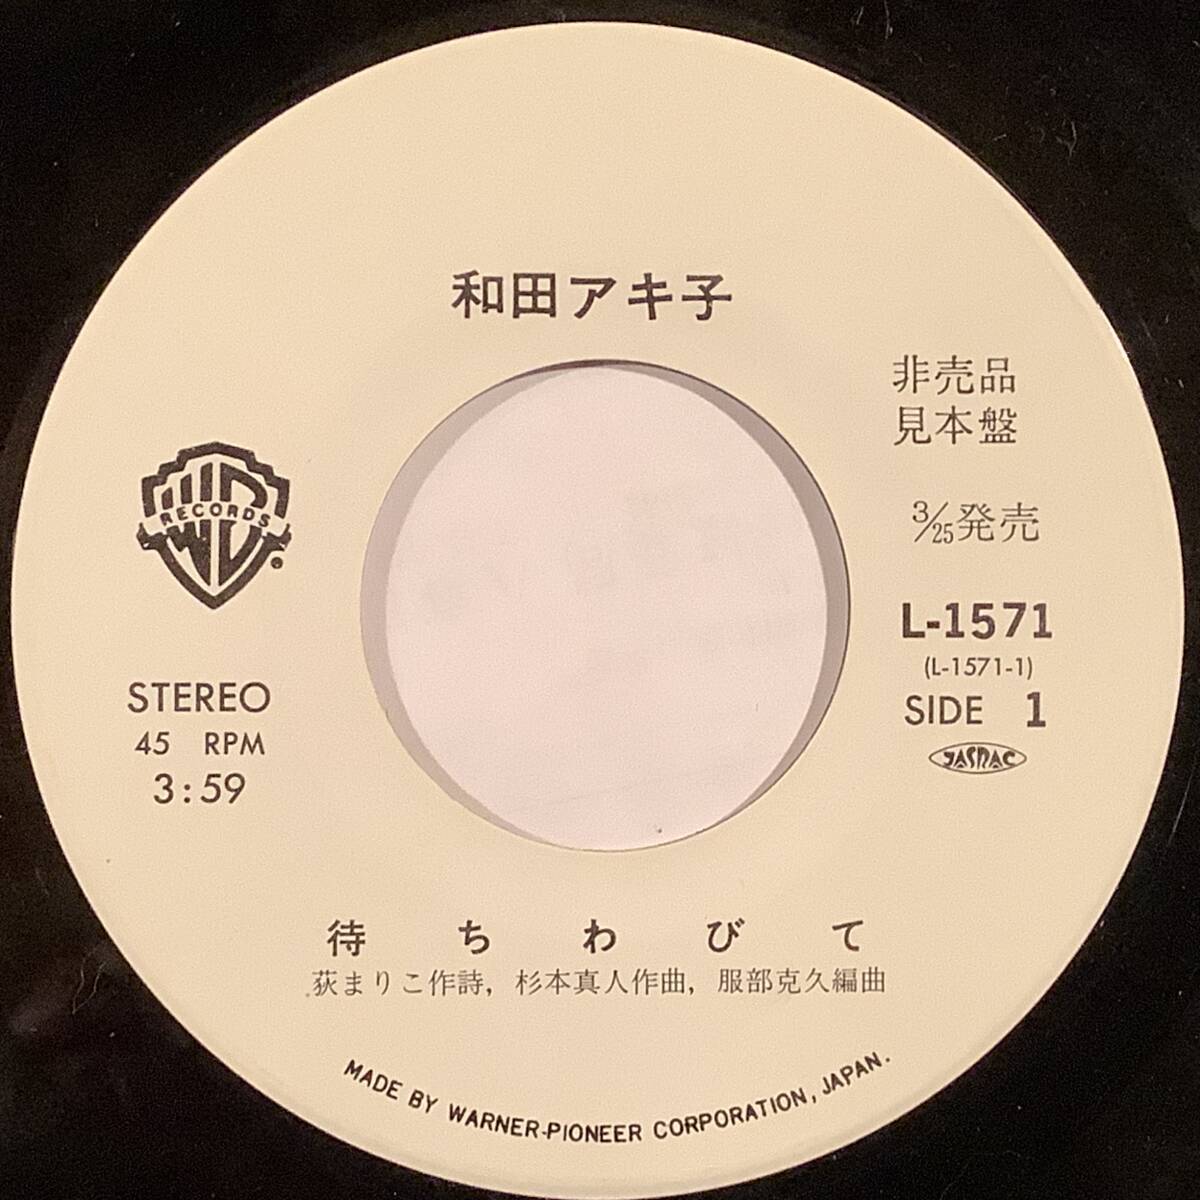 和田アキ子
非売品
見本盤
3/25発売
W
RECORDS
®
L-1571
(L-1571-1)
SIDE 1
JASRAC
STEREO
45 RPM
3:59
待ちわびて
荻まりこ作詩, 杉本真人作曲, 服部克久編曲
MADE BY WARNER-PIONEER CORPORATION, JAPAN.